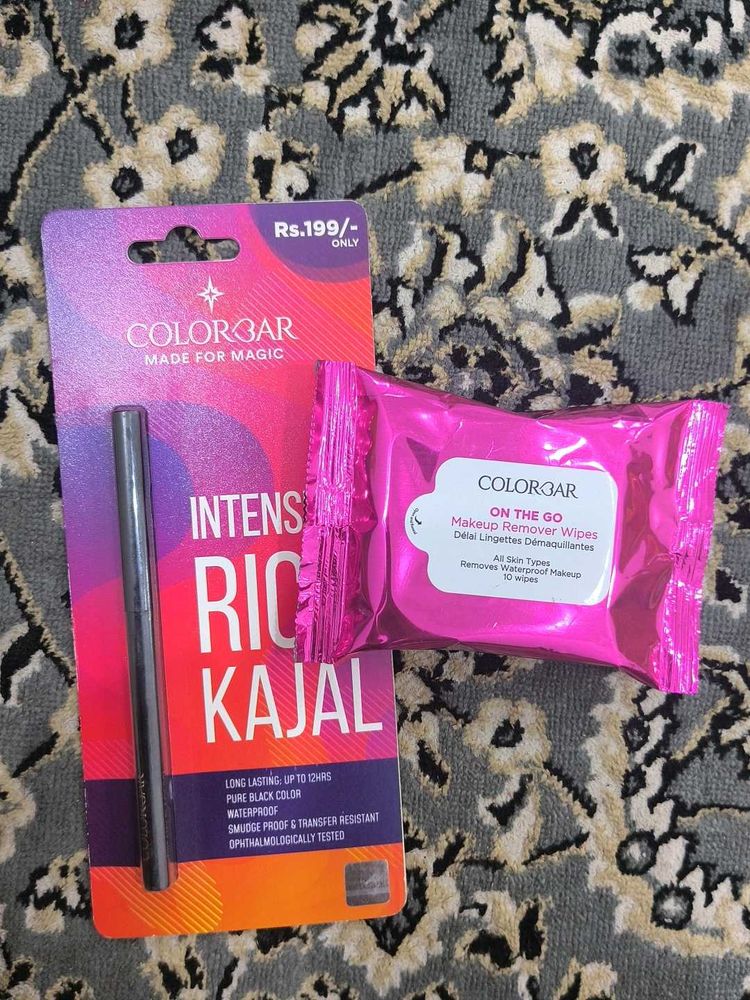 Rs.199/-
ONLY
COLORBAR
MADE FOR MAGIC
KAJAL
LONG LASTING: UP TO 12HRS
PURE BLACK COLOR
WATERPROOF
SMUDGE PROOF & TRANSFER RESISTANT
OPHTHALMOLOGICALLY TESTED
COLORBAR
COLORBAR
ON THE GO
Makeup Remover Wipes
Délai Lingettes Démaquillantes
All Skin Types
Removes Waterproof Makeup
10 wipes